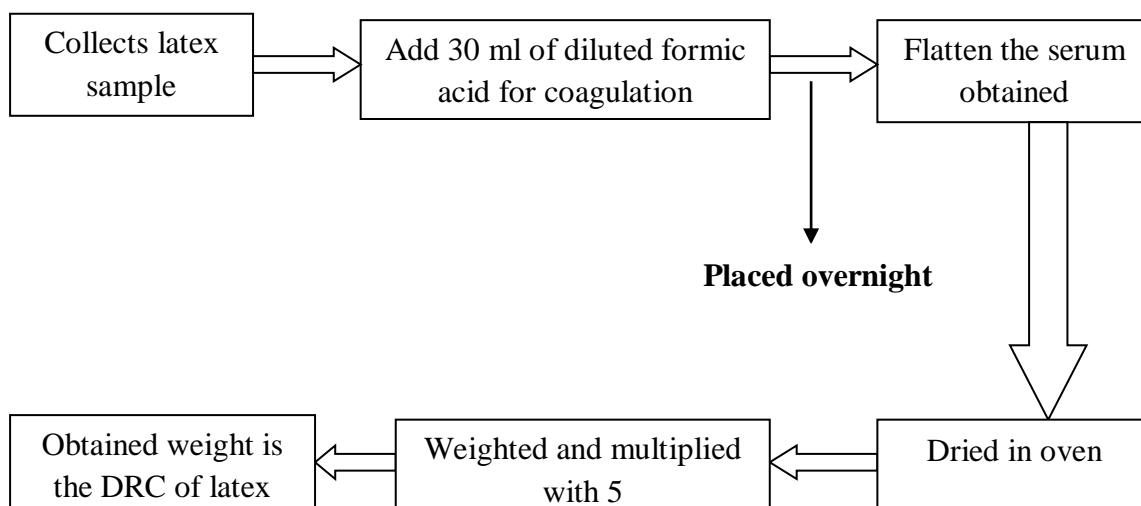 Collects latex
sample
Add 30 ml of diluted formic
acid for coagulation
Flatten the serum
obtained
Placed overnight
Dried in oven
Weighted and multiplied
with 5
Obtained weight is
the DRC of latex